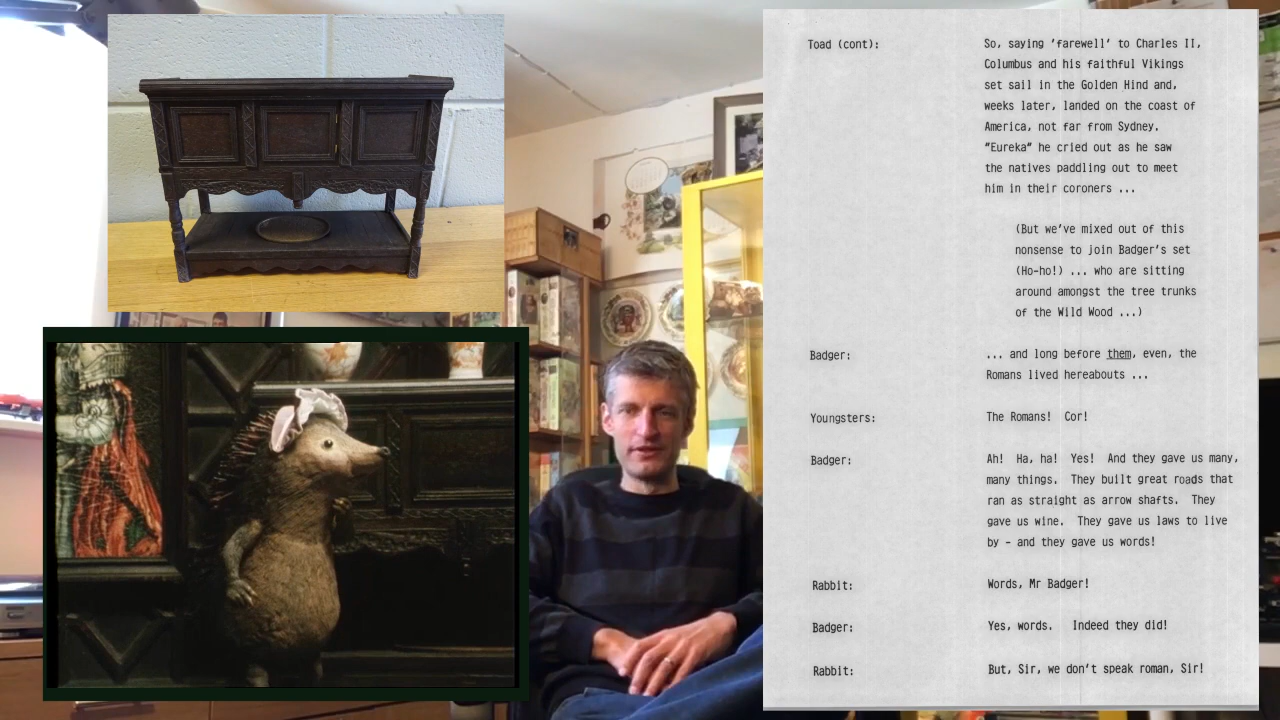 Toad (cont): So, saying 'farewell' to Charles II,
Columbus and his faithful Vikings
set sail in the Golden Hind and,
weeks later, landed on the coast of
America, not far from Sydney.
"Eureka" he cried out as he saw
the natives paddling out to meet
him in their coroners ...
(But we've mixed out of this
nonsense to join Badger's set
(Ho-ho!) ... who are sitting
around amongst the tree trunks
of the Wild Wood ...)
Badger: ... and long before them, even, the
Romans lived hereabouts ...
Youngsters: The Romans! Cor!
Badger: Ah! Ha, ha! Yes! And they gave us many,
many things. They built great roads that
ran as straight as arrow shafts. They
gave us wine. They gave us laws to live
by - and they gave us words!
Rabbit: Words, Mr Badger!
Badger: Yes, words. Indeed they did!
Rabbit: But, Sir, we don't speak roman, Sir!